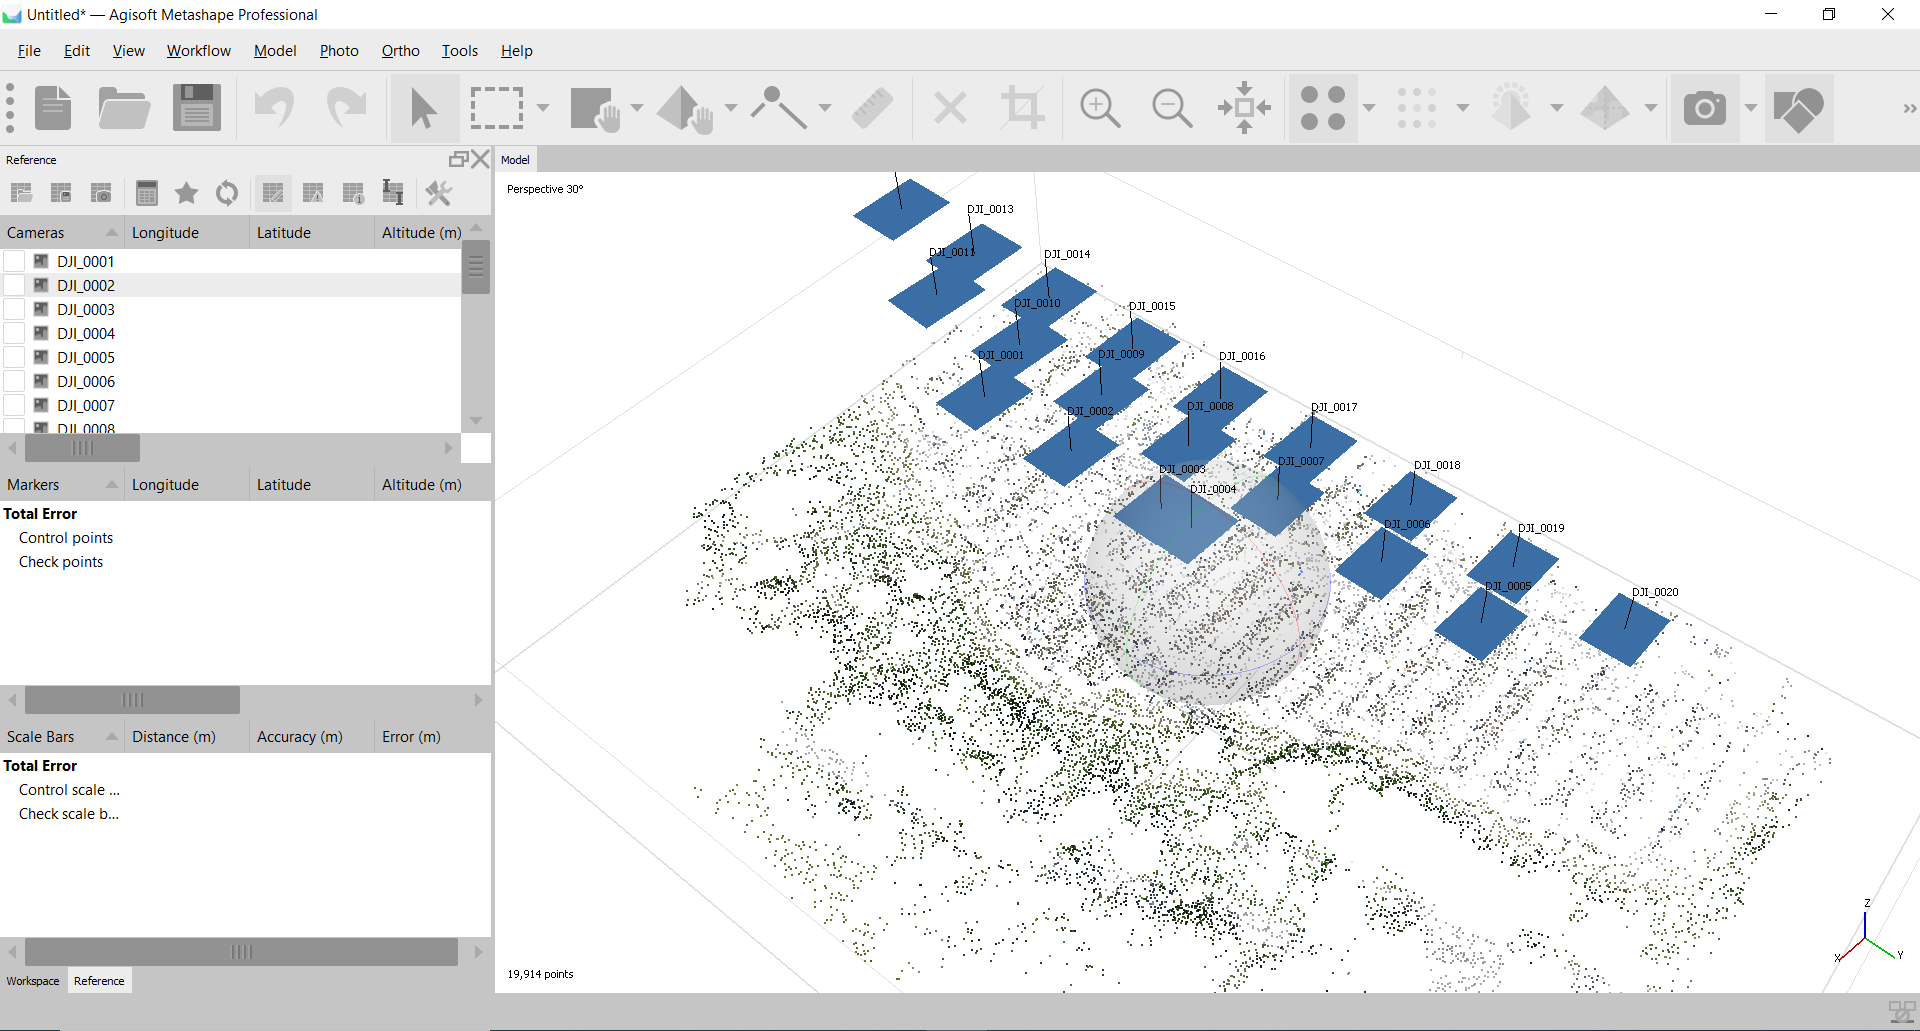 Untitled* — Agisoft Metashape Professional
File Edit View Workflow Model Photo Ortho Tools Help
Reference
Cameras Longitude Latitude Altitude (m)
DJI_0001
DJI_0002
DJI_0003
DJI_0004
DJI_0005
DJI_0006
DJI_0007
DJI_0008
Markers Longitude Latitude Altitude (m)
Total Error
Control points
Check points
Scale Bars Distance (m) Accuracy (m) Error (m)
Total Error
Control scale ...
Check scale b...
Workspace Reference
Model
Perspective 30°
DJI_0013
DJI_0011
DJI_0014
DJI_0010
DJI_0015
DJI_0001
DJI_0009
DJI_0016
DJI_0002
DJI_0008
DJI_0017
DJI_0003
DJI_0007
DJI_0018
DJI_0004
DJI_0006
DJI_0019
DJI_0005
DJI_0020
19,914 points
Z
X
Y